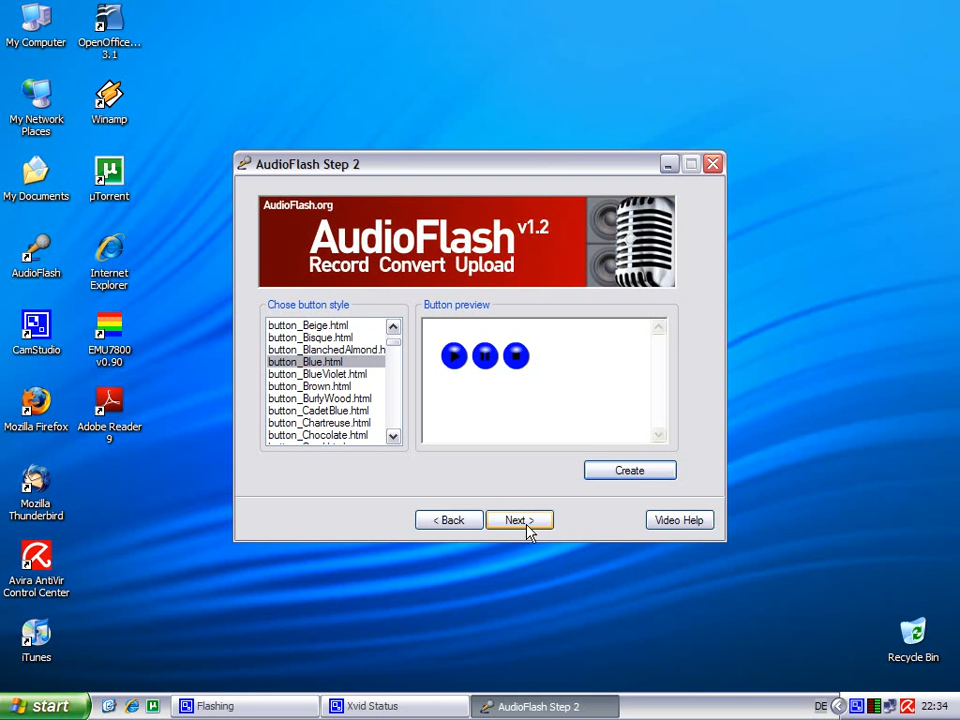 My Computer
OpenOffice...
3.1
My Network
Places
Winamp
My Documents
µTorrent
AudioFlash
Internet
Explorer
CamStudio
EMU7800
v0.90
Mozilla Firefox
Adobe Reader
9
Mozilla
Thunderbird
Avira AntiVir
Control Center
iTunes
Recycle Bin
AudioFlash Step 2
AudioFlash.org
AudioFlash v1.2
Record Convert Upload
Chose button style
button_Beige.html
button_Bisque.html
button_BlanchedAlmond.h
button_Blue.html
button_BlueViolet.html
button_Brown.html
button_BurlyWood.html
button_CadetBlue.html
button_Chartreuse.html
button_Chocolate.html
Button preview
Create
< Back
Next >
Video Help
start
Flashing
Xvid Status
AudioFlash Step 2
DE
22:34